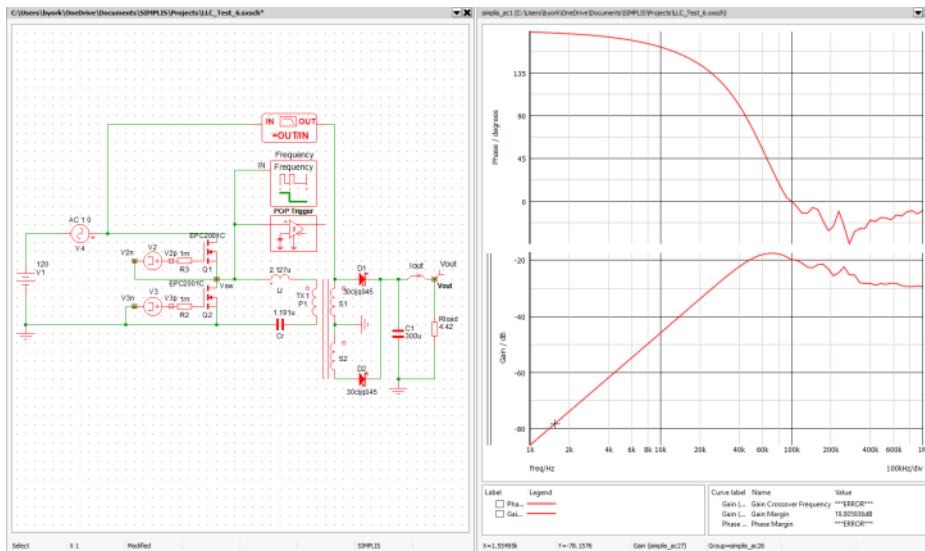 C:\Users\byork\OneDrive\Documents\SIMPLIS\Projects\LLC_Test_6.sxsch*
IN OUT
=OUT/IN
Frequency
IN
Frequency
POP Trigger
AC 1 0
V4
EPC2001C
V2n
V2
V2p
1m
R3
Q1
120
V1
EPC2001C
Vsw
V3n
V3
V3p
1m
R2
Q2
2.127u
Lr
TX1
P1
1.191u
Cr
S1
S2
D1
30cljq045
D2
30cljq045
Iout
Vout
Vout
C1
300u
Rload
4.42
Select
X 1
Modified
SIMPLIS
simplis_ac1 (C:\Users\byork\OneDrive\Documents\SIMPLIS\Projects\LLC_Test_6.sxsch)
Phase / degrees
135
90
45
0
Gain / dB
-20
-40
-60
-80
1k 2k 4k 6k 8k 10k 20k 40k 100k 200k 400k 1M
freq/Hz
100kHz/div
Label Legend
Pha...
Gai...
Curve label Name Value
Gain (... Gain Crossover Frequency ***ERROR***
Gain (... Gain Margin 19.805936dB
Phase ... Phase Margin ***ERROR***
X=1.55495k Y=-78.1576 Gain (simplis_ac27) Group=simplis_ac26